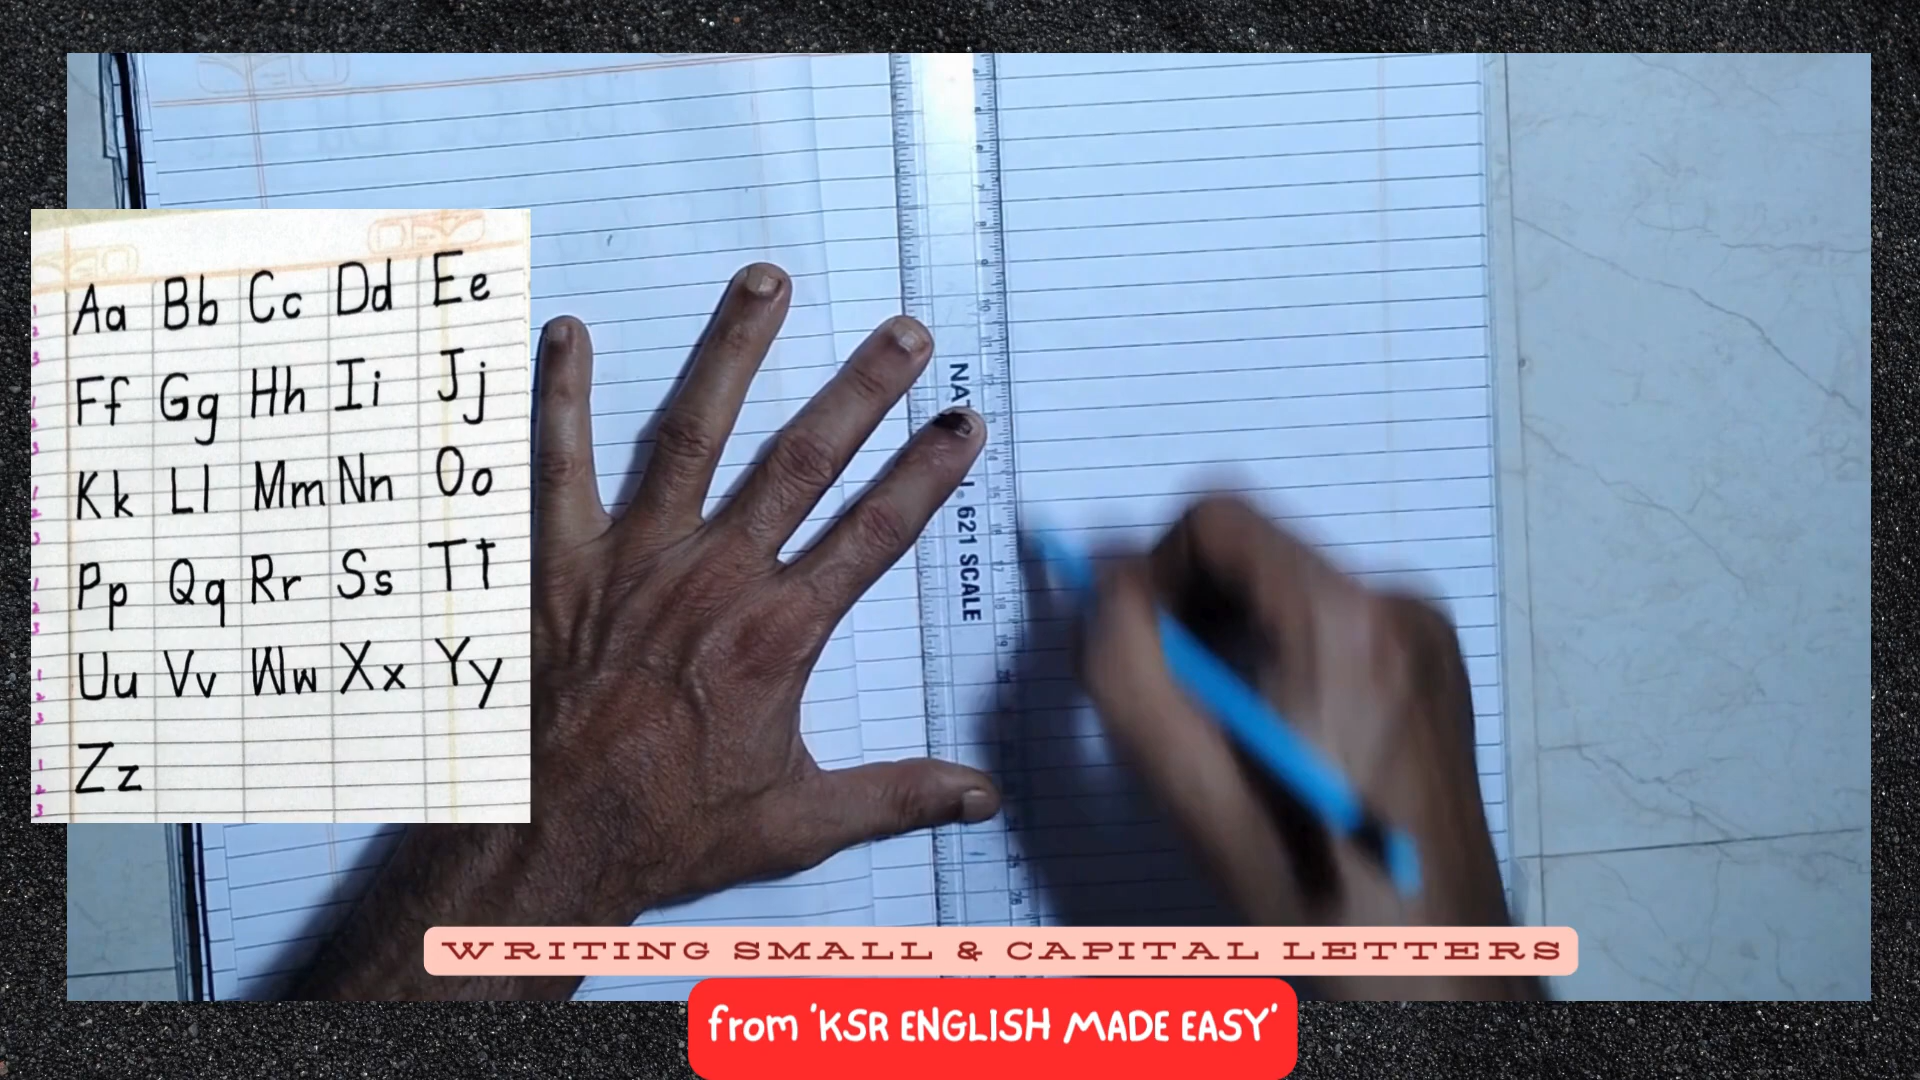 Aa Bb Cc Dd Ee
Ff Gg Hh Ii Jj
Kk Ll Mm Nn Oo
Pp Qq Rr Ss Tt
Uu Vv Ww Xx Yy
Zz
621 SCALE
WRITING SMALL & CAPITAL LETTERS
from 'KSR ENGLISH MADE EASY'